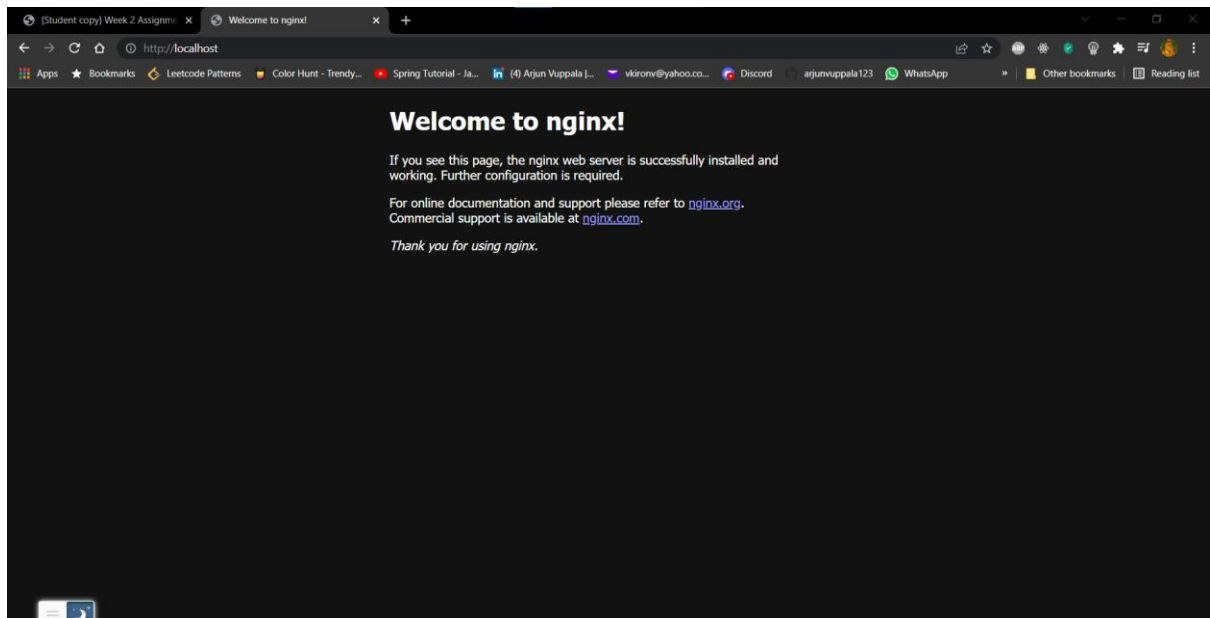 [Student copy] Week 2 Assignme
Welcome to nginx!
http://localhost
Apps Bookmarks Leetcode Patterns Color Hunt - Trendy... Spring Tutorial - Ja... (4) Arjun Vuppala |... vkironv@yahoo.co... Discord arjunvuppala123 WhatsApp » Other bookmarks Reading list
Welcome to nginx!
If you see this page, the nginx web server is successfully installed and
working. Further configuration is required.
For online documentation and support please refer to nginx.org.
Commercial support is available at nginx.com.
Thank you for using nginx.